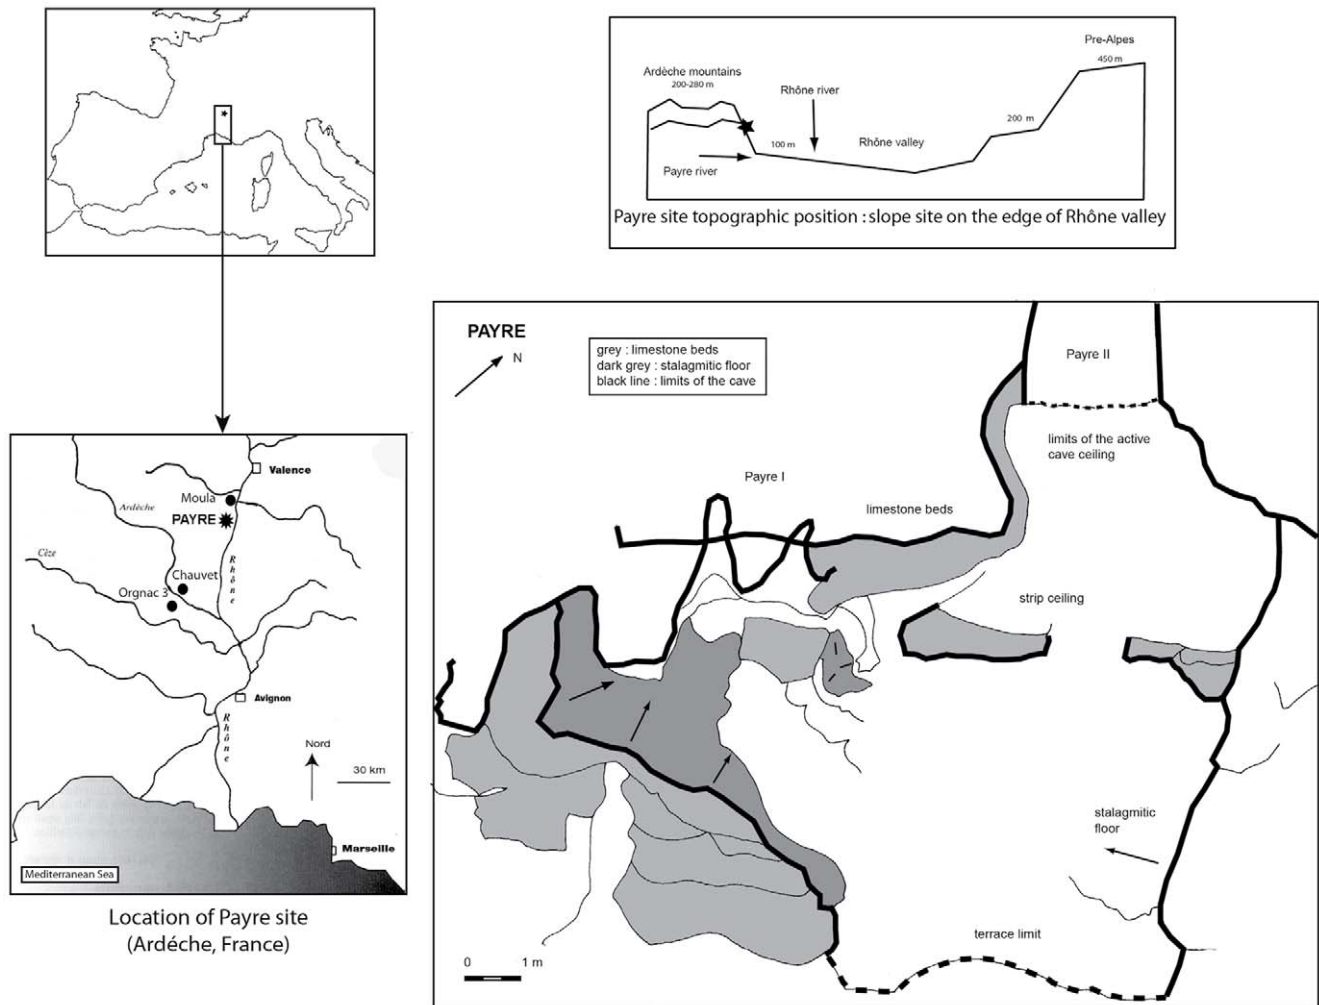 Pre-Alpes
450 m
Ardèche mountains
200-280 m
Rhône river
200 m
100 m
Rhône valley
Payre river
Payre site topographic position : slope site on the edge of Rhône valley
PAYRE
N
grey : limestone beds
dark grey : stalagmitic floor
black line : limits of the cave
Payre II
limits of the active
cave ceiling
Payre I
limestone beds
strip ceiling
stalagmitic
floor
terrace limit
0 1 m
Valence
Moula
Ardèche
PAYRE
Cèze
Rhône
Chauvet
Orgnac 3
Avignon
Rhône
Nord
30 km
Marseille
Mediterranean Sea
Location of Payre site
(Ardéche, France)